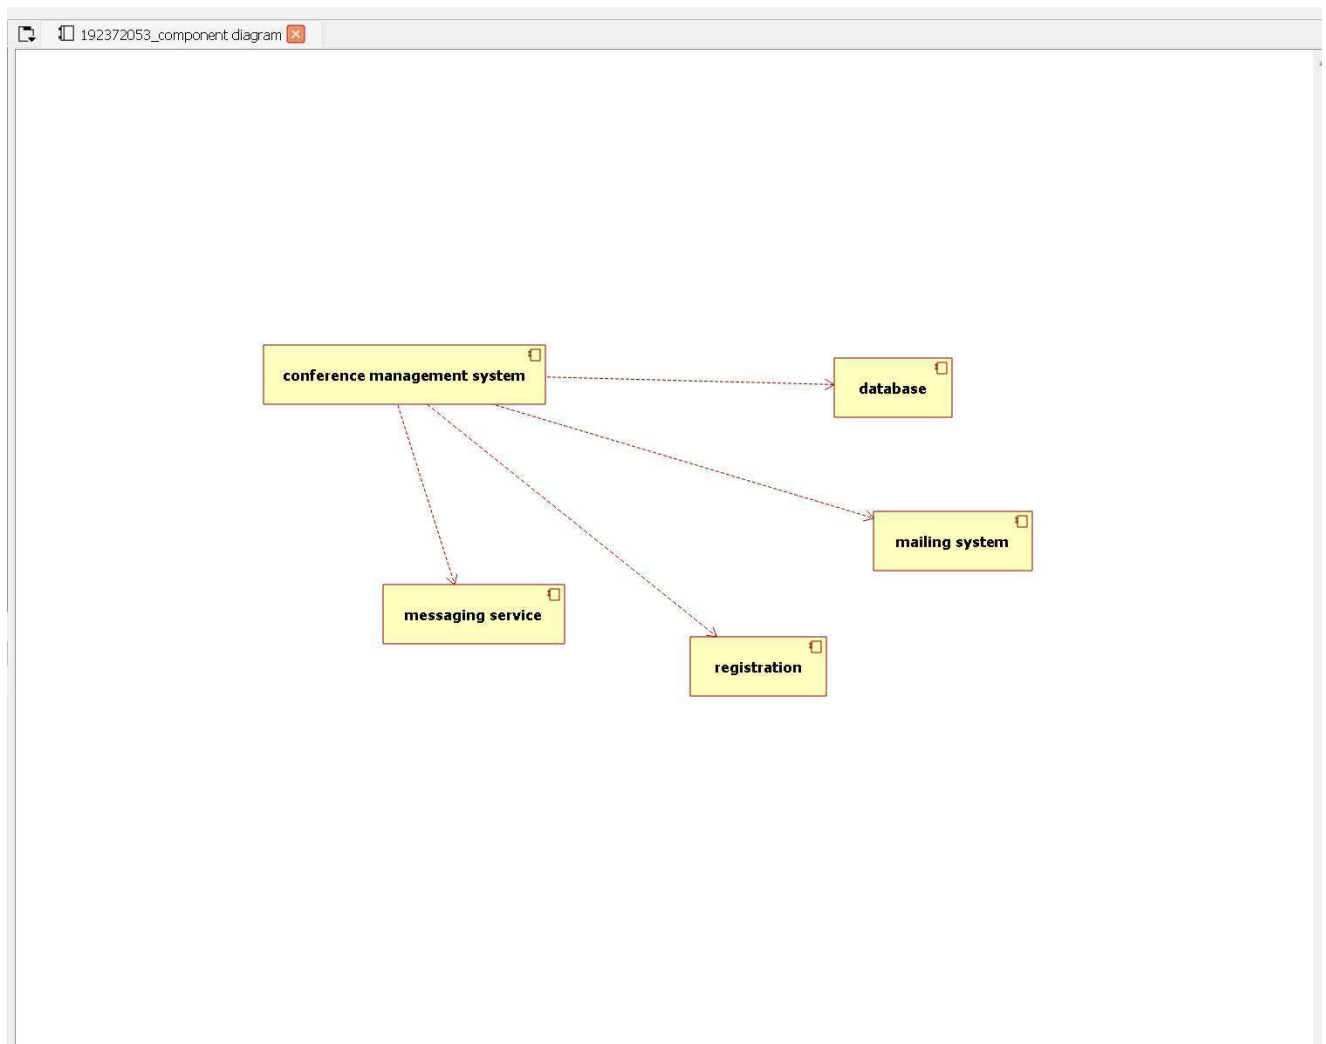 192372053_component diagram
conference management system
database
mailing system
messaging service
registration